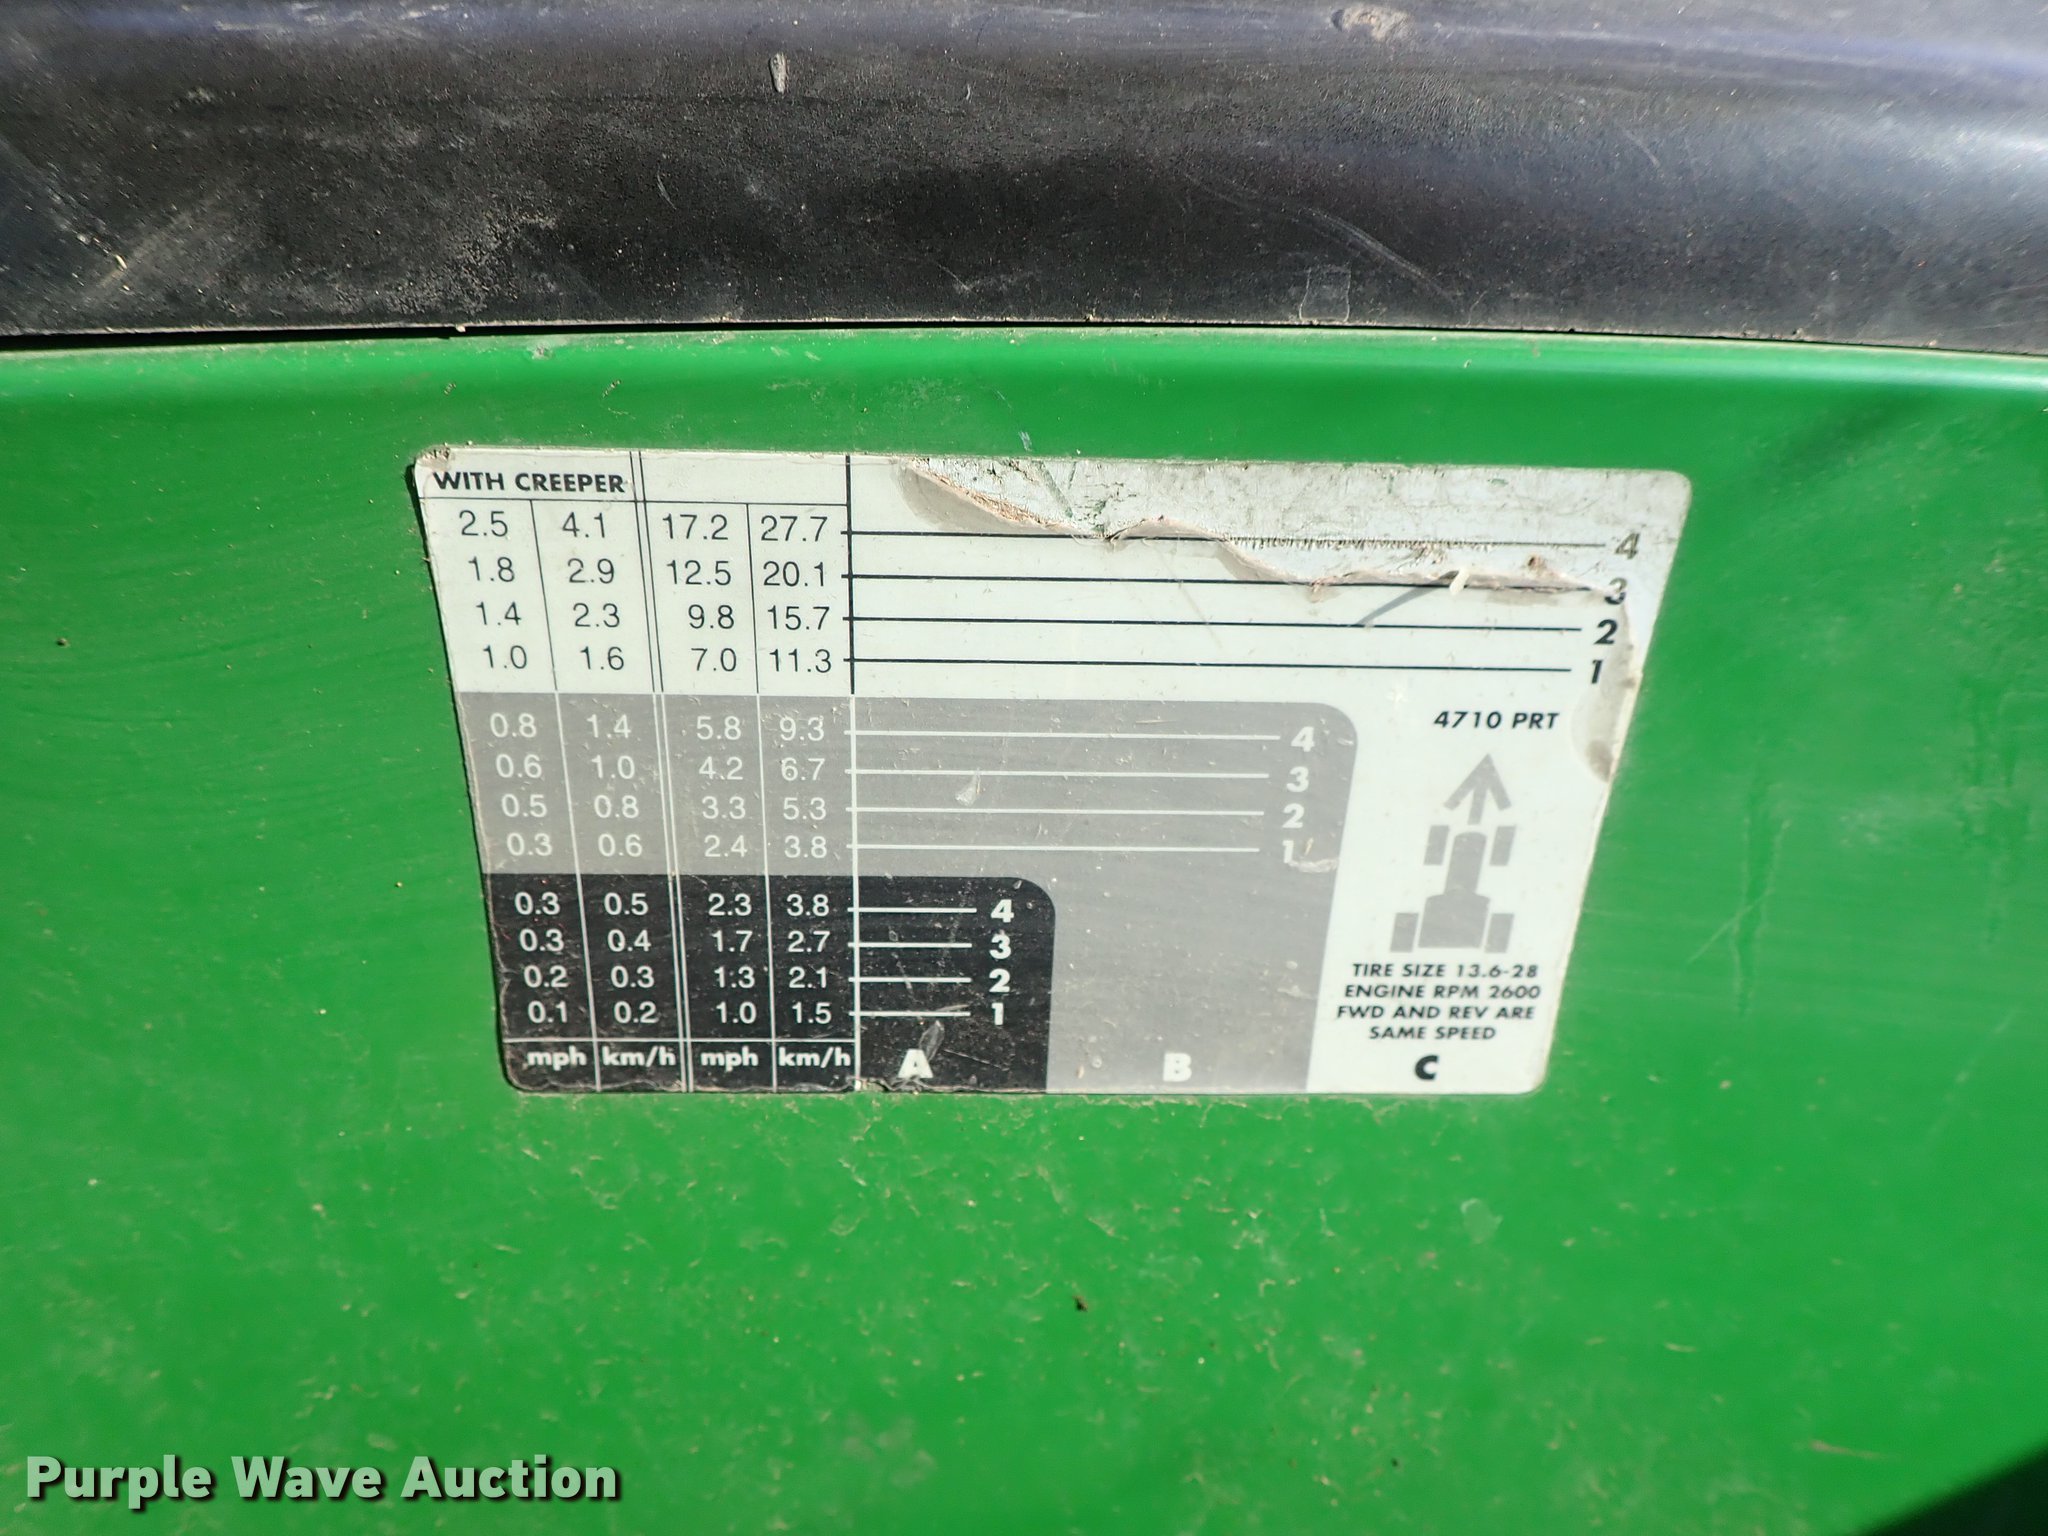 WITH CREEPER
2.5 4.1 17.2 27.7 4
1.8 2.9 12.5 20.1 3
1.4 2.3 9.8 15.7 2
1.0 1.6 7.0 11.3 1
4710 PRT
0.8 1.4 5.8 9.3 4
0.6 1.0 4.2 6.7 3
0.5 0.8 3.3 5.3 2
0.3 0.6 2.4 3.8 1
0.3 0.5 2.3 3.8 4
0.3 0.4 1.7 2.7 3
0.2 0.3 1.3 2.1 2
0.1 0.2 1.0 1.5 1
TIRE SIZE 13.6-28
ENGINE RPM 2600
FWD AND REV ARE
SAME SPEED
mph km/h mph km/h A B C
Purple Wave Auction